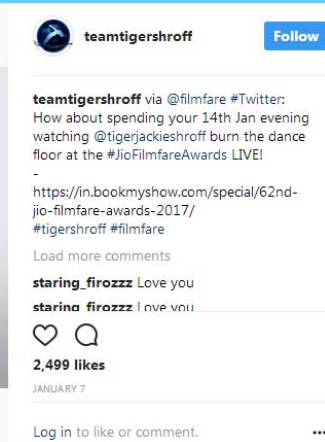 teamtigershroff
Follow
teamtigershroff via @filmfare #Twitter:
How about spending your 14th Jan evening
watching @tigerjackieshroff burn the dance
floor at the #JioFilmfareAwards LIVE!
-
https://in.bookmyshow.com/special/62nd-
jio-filmfare-awards-2017/
#tigershroff #filmfare
Load more comments
staring_firozzz Love you
staring_firozzz Love you
2,499 likes
JANUARY 7
Log in to like or comment.